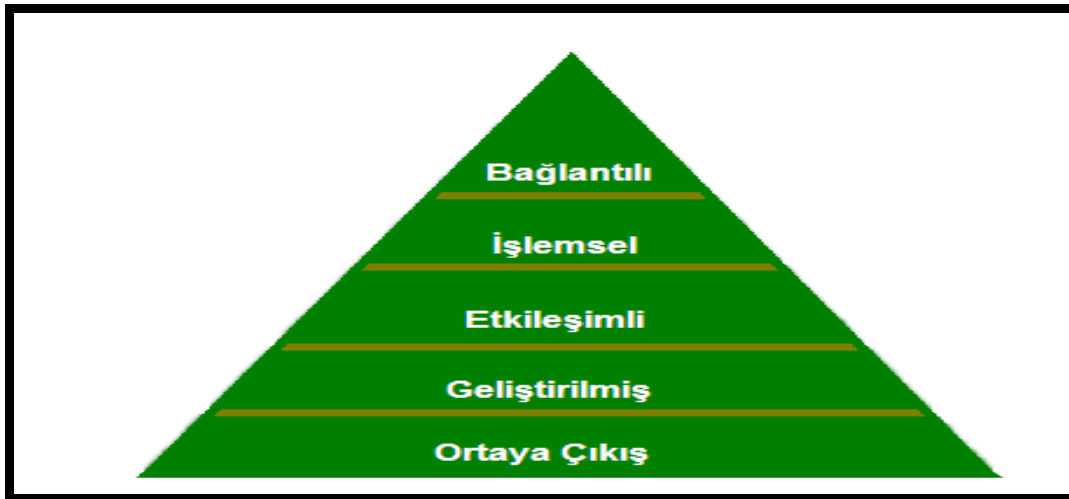 Bağlantılı
İşlemsel
Etkileşimli
Geliştirilmiş
Ortaya Çıkış